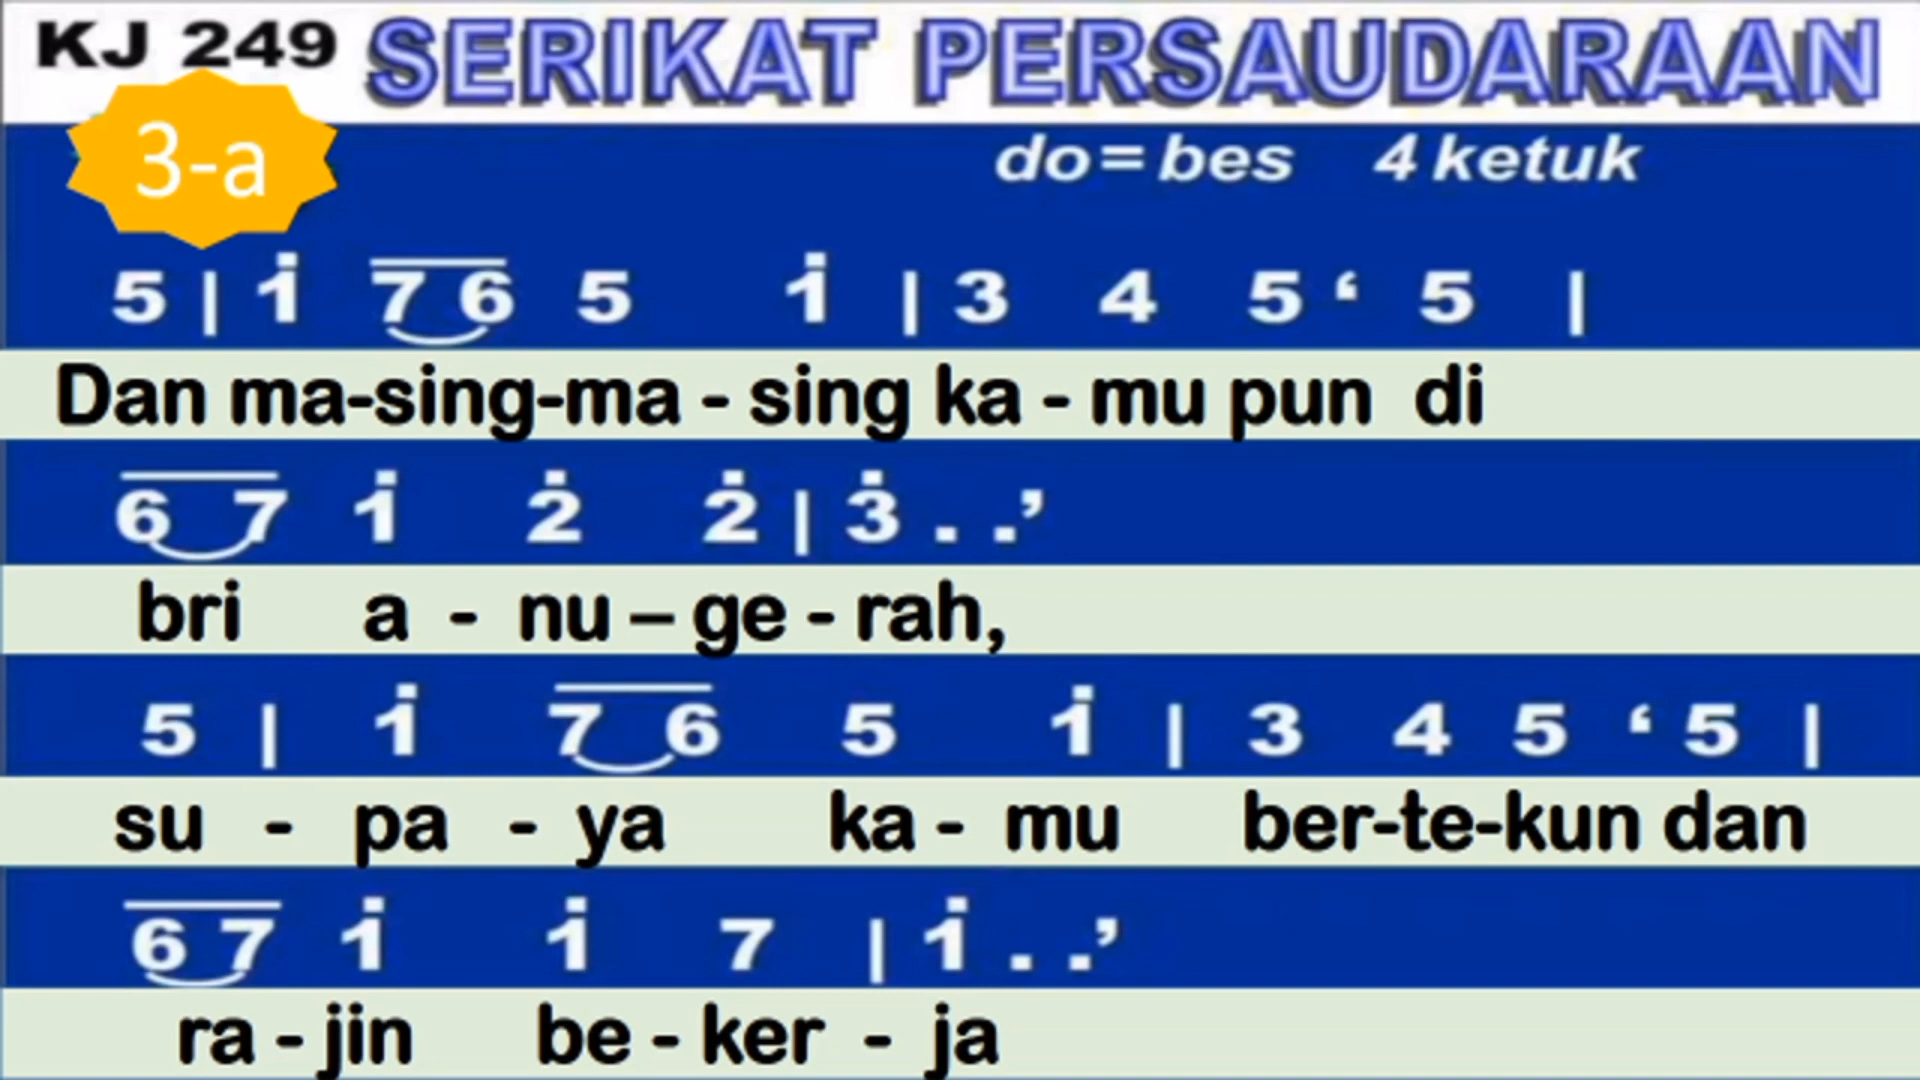 KJ 249 SERIKAT PERSAUDARAAN
3-a
do=bes 4 ketuk
5 | 1̇ 7 6 5 1̇ | 3 4 5 ‘ 5 |
Dan ma-sing-ma - sing ka - mu pun di
6 7 1̇ 2̇ 2̇ | 3̇ . .’
bri a - nu – ge - rah,
5 | 1̇ 7 6 5 1̇ | 3 4 5 ‘ 5 |
su - pa - ya ka - mu ber-te-kun dan
6 7 1̇ 1̇ 7 | 1̇ . .’
ra - jin be - ker - ja